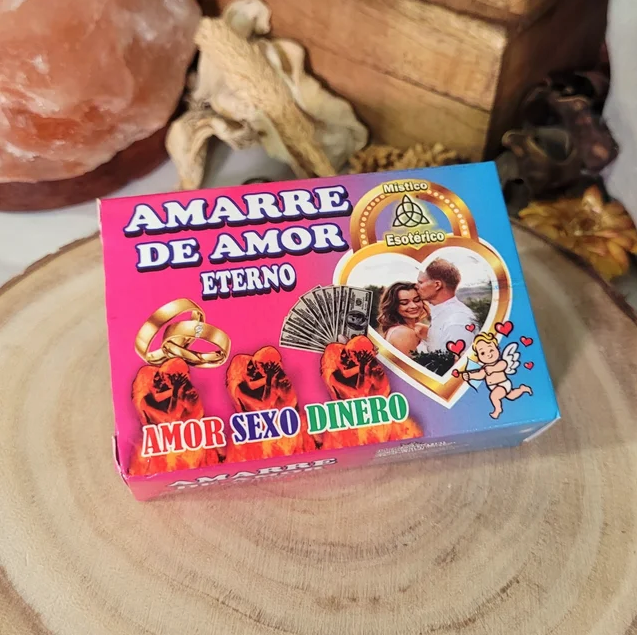 AMARRE
DE AMOR
ETERNO
Místico
Esotérico
AMOR SEXO DINERO
AMARRE